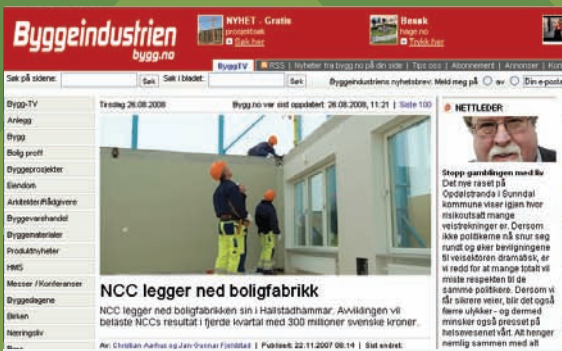 Byggeindustrien
bygg.no
NYHET - Gratis
prosjektsøk
Søk her
Besøk
hage.no
Trykk her
ByggTV | RSS | Nyheter fra bygg.no på din side | Tips oss | Abonnement | Annonser |
Søk på sidene: Søk Søk i bladet: Søk Byggeindustriens nyhetsbrev: Meld meg på av
Bygg-TV
Anlegg
Bygg
Bolig proff
Byggeprosjekter
Eiendom
Arkitekter/Rådgivere
Byggevarehandel
Byggematerialer
Produktnyheter
HMS
Messer / Konferanser
Byggedagene
Birken
Næringsliv
Tirsdag 26.08.2008 Bygg.no var sist oppdatert: 26.08.2008, 11:21 | Side 100
NCC legger ned boligfabrikk
NCC legger ned boligfabrikken sin i Hallstadhammar. Avviklingen vil
belaste NCCs resultat i fjerde kvartal med 300 millioner svenske kroner.
Av: Christian Aarhus og Jan-Gunnar Fjeldstad | Publisert: 22.11.2007 08:14 | Sist endret:
NETTLEDER
Stopp gamblingen med liv
Det nye raset på
Oppdølstranda i Sunndal
kommune viser igjen hvor
risikoutsatt mange
veistrekninger er. Dersom
ikke politikerne nå snur seg
rundt og øker bevilgningene
til veisektoren dramatisk, er
vi redd for at mange totalt vil
miste respekten til de
samme politikere. Dersom vi
får sikrere veier, blir det også
færre ulykker - og dermed
minsker også presset på
helsevesenet vårt. Alt henger
nemlig sammen med alt